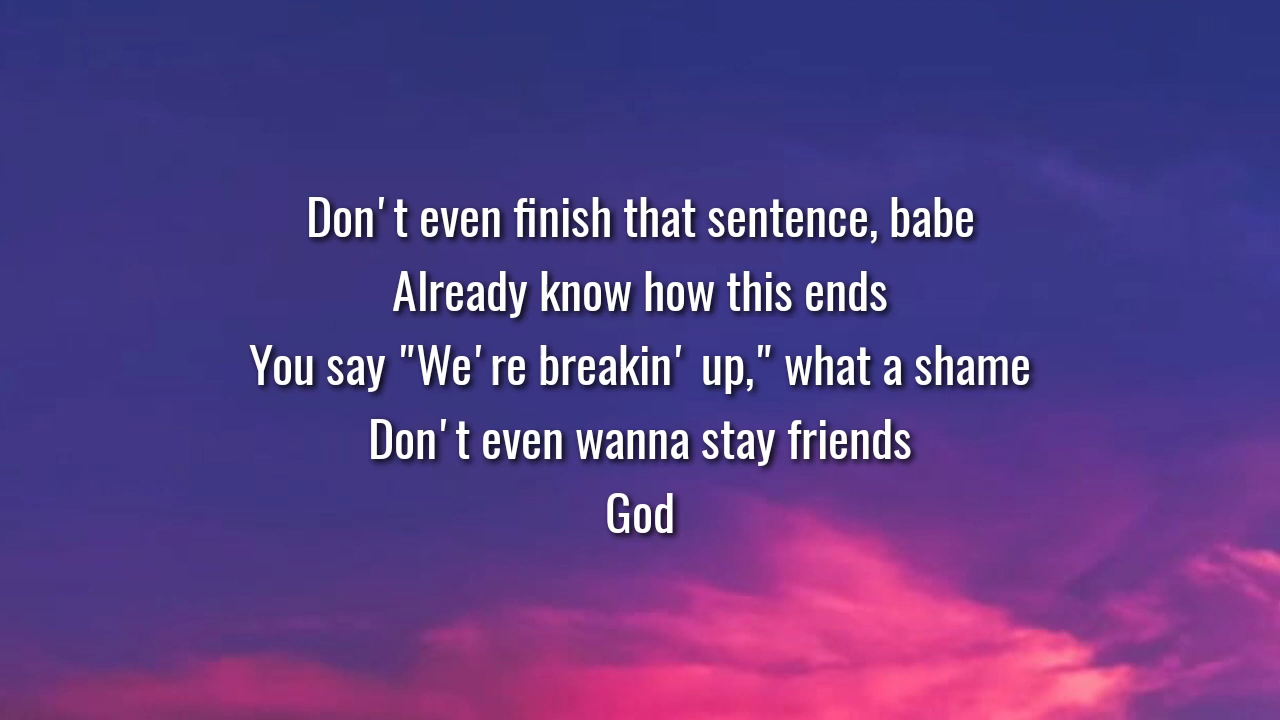 Don't even finish that sentence, babe
Already know how this ends
You say "We're breakin' up," what a shame
Don't even wanna stay friends
God